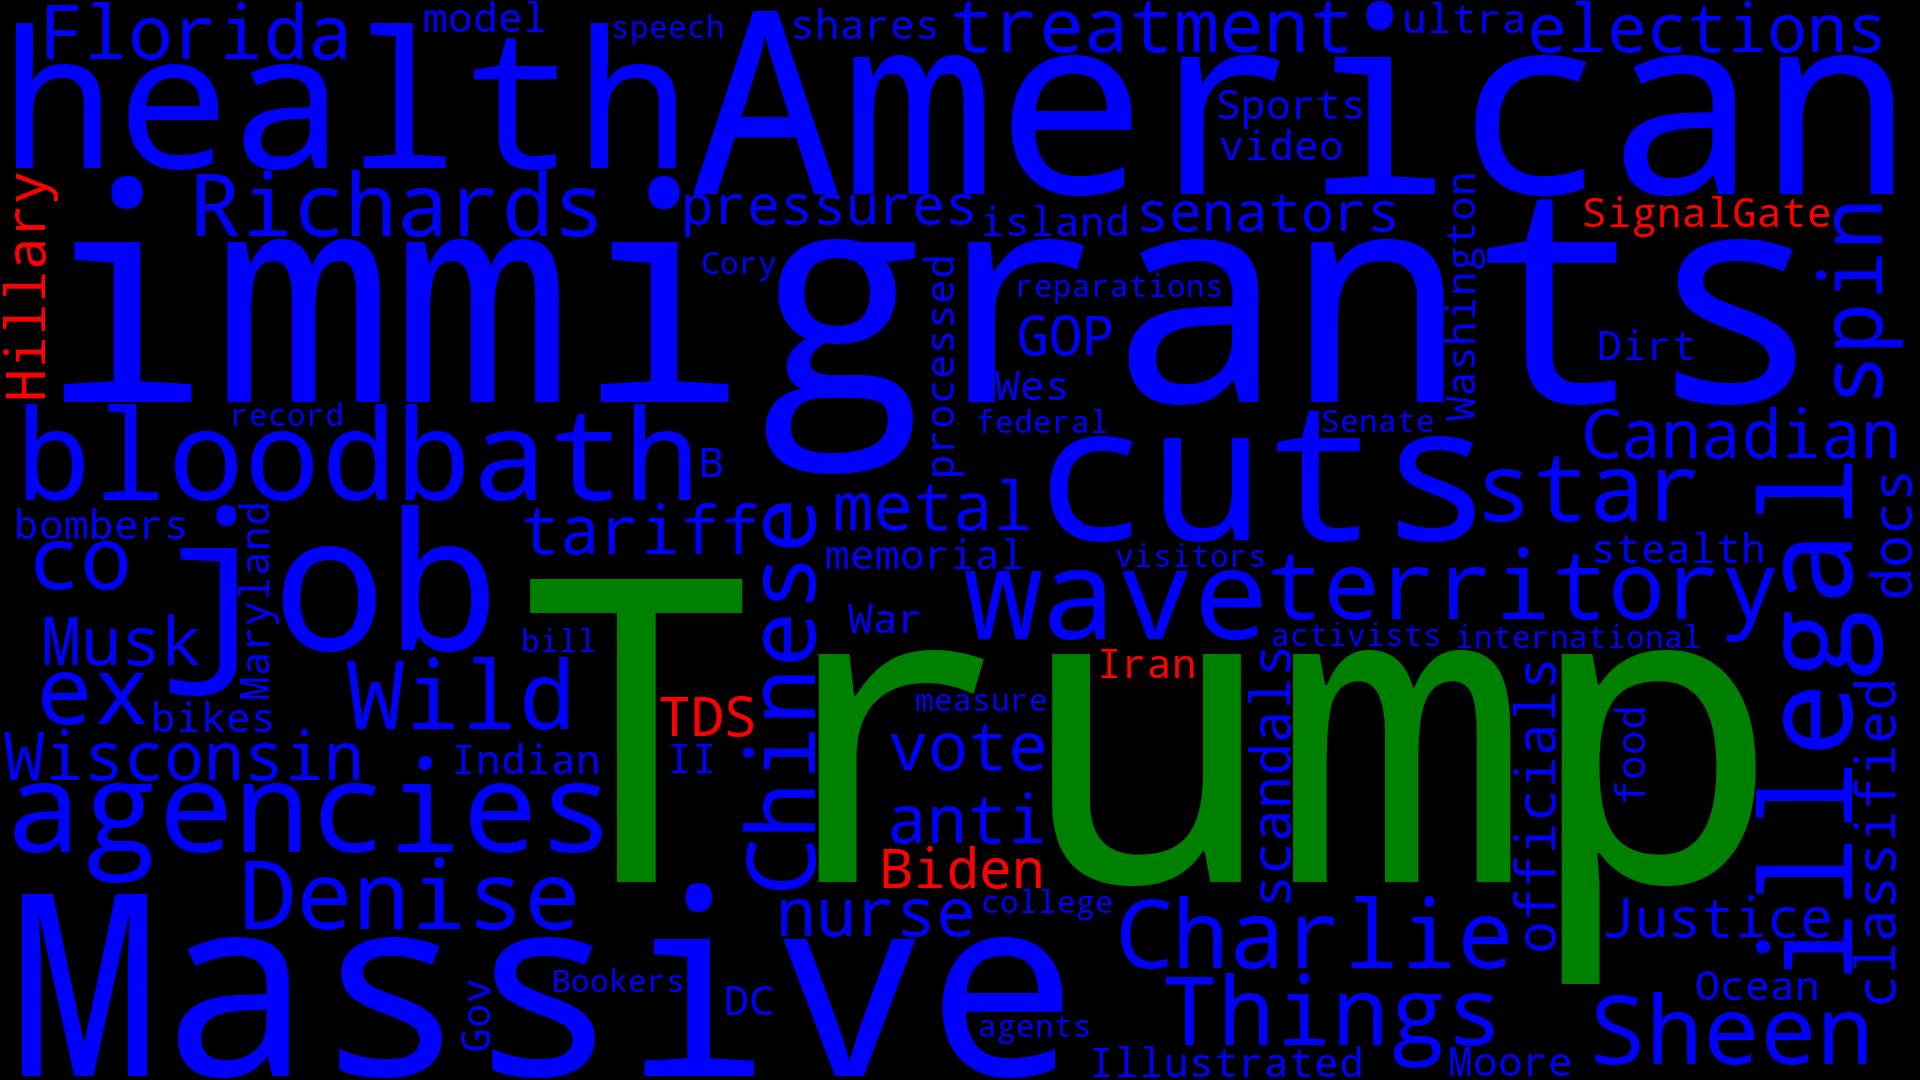 Florida
model
speech
shares
treatment
ultra
elections
health
American
Sports
video
Hillary
Richards
pressures
island
senators
Washington
SignalGate
spin
immigrants
Cory
processed
reparations
GOP
Dirt
Wes
record
federal
Senate
Canadian
bloodbath
B
cuts
star
metal
bombers
co
Maryland
job
tariff
Chinese
memorial
visitors
stealth
illegal
docs
Wave
territory
War
Musk
bill
activists
international
ex
bikes
Wild
Trump
TDS
Iran
measure
scandals
officials
food
classified
Wisconsin
Indian
II
vote
agencies
anti
Biden
Denise
nurse
college
Charlie
Justice
Massive
Gov
Bookers
DC
agents
Things
Ocean
Sheen
Illustrated
Moore